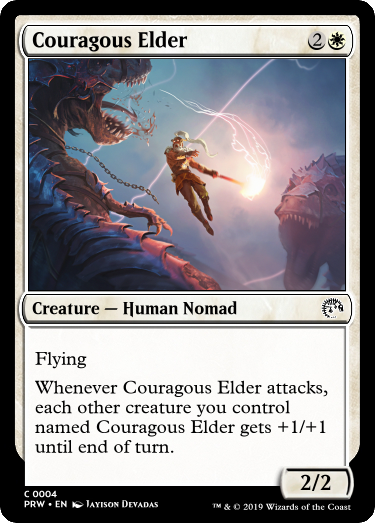 Couragous Elder 2
Creature — Human Nomad
Flying
Whenever Couragous Elder attacks,
each other creature you control
named Couragous Elder gets +1/+1
until end of turn.
2/2
C 0004
PRW • EN Jayison Devadas
™ & © 2019 Wizards of the Coast